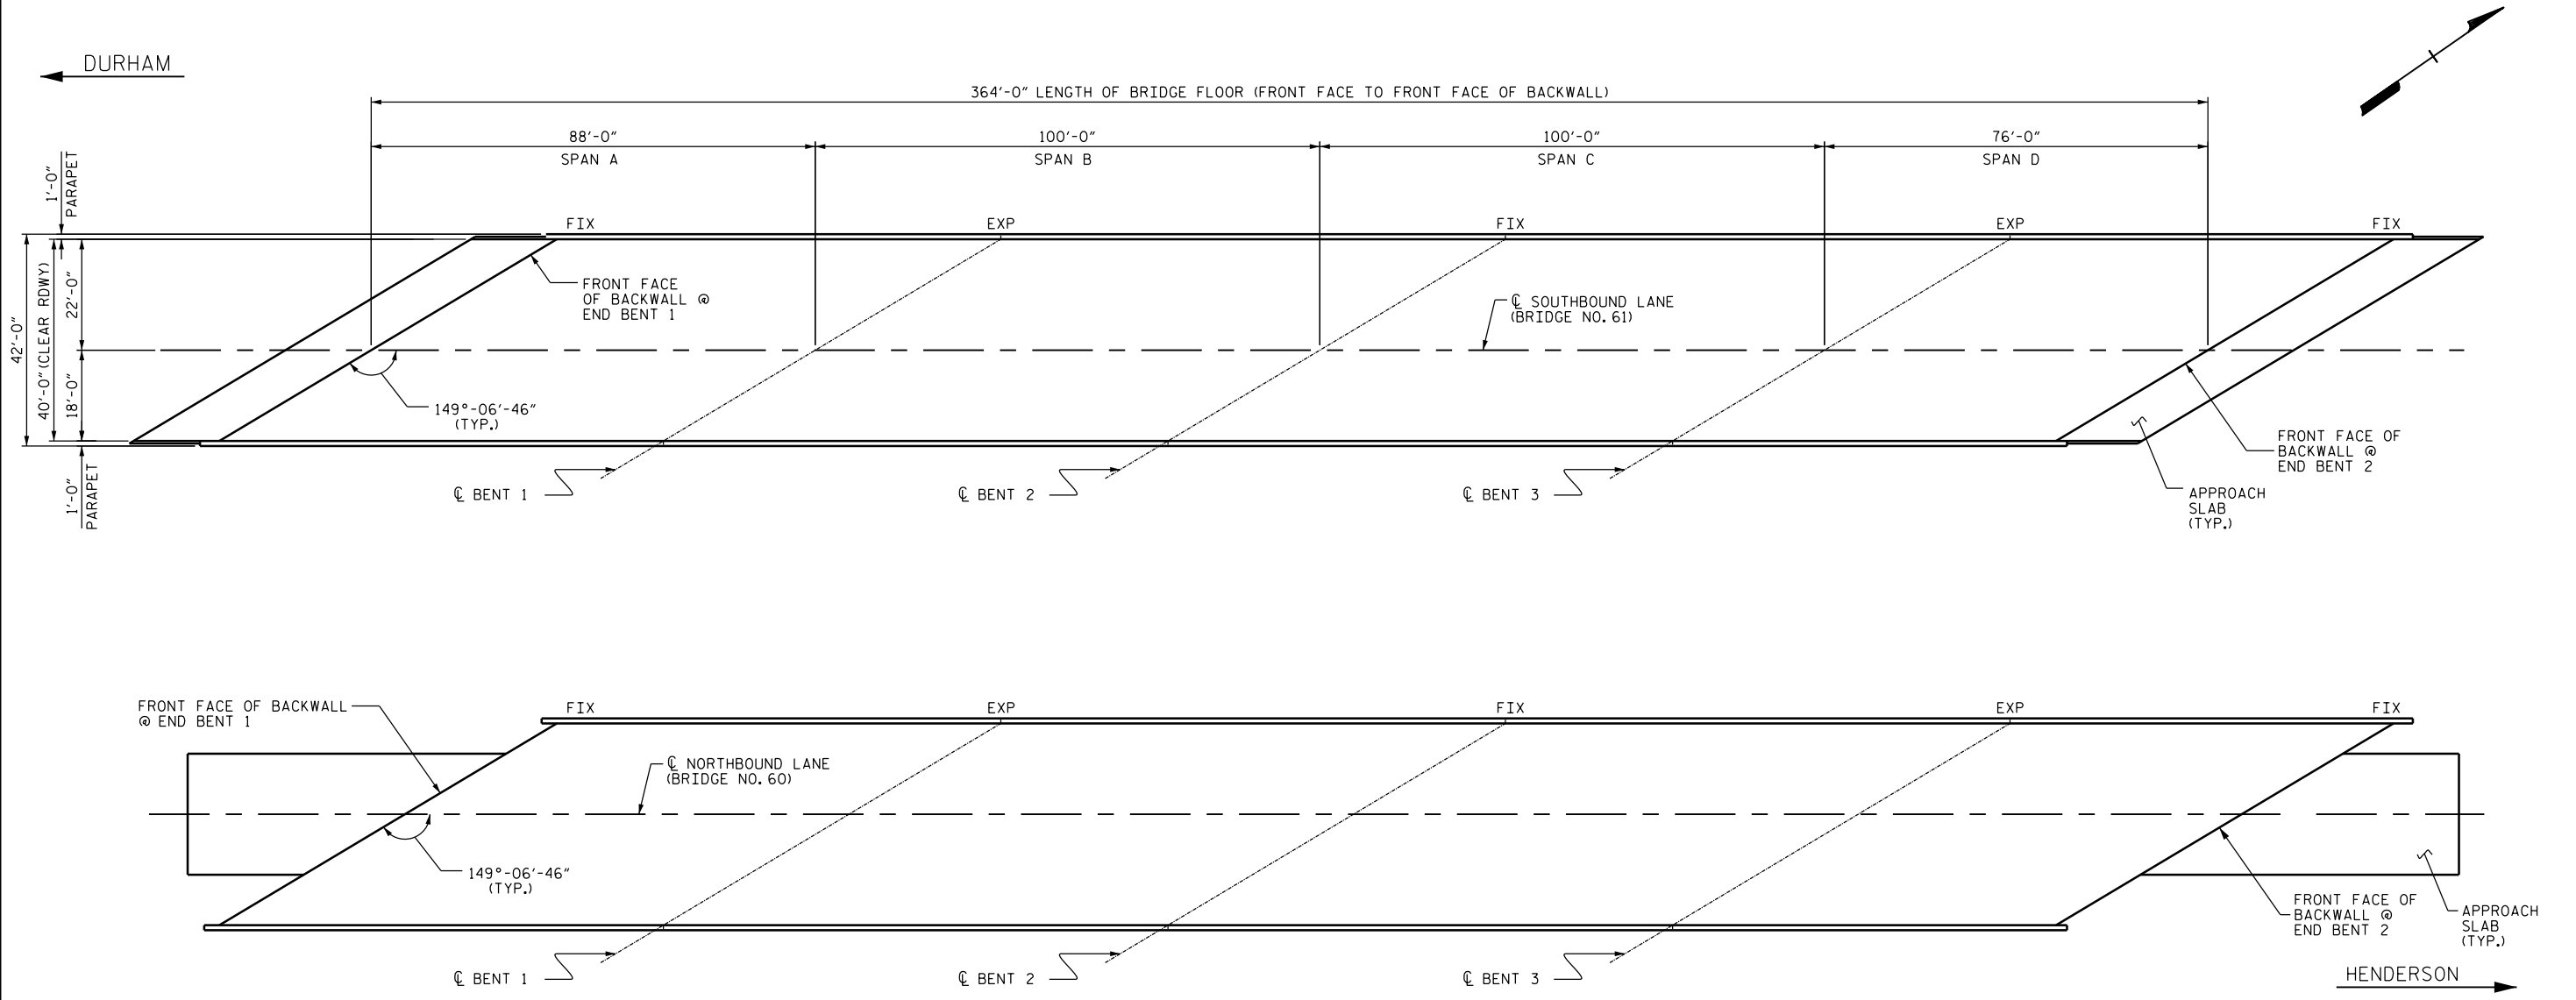 DURHAM
364'-0" LENGTH OF BRIDGE FLOOR (FRONT FACE TO FRONT FACE OF BACKWALL)
88'-0"
SPAN A
100'-0"
SPAN B
100'-0"
SPAN C
76'-0"
SPAN D
1'-0"
PARAPET
42'-0"
40'-0" (CLEAR RDWY)
22'-0"
18'-0"
1'-0"
PARAPET
FIX
EXP
FIX
EXP
FIX
FRONT FACE
OF BACKWALL @
END BENT 1
℄ SOUTHBOUND LANE
(BRIDGE NO. 61)
149°-06'-46"
(TYP.)
FRONT FACE OF
BACKWALL @
END BENT 2
APPROACH
SLAB
(TYP.)
℄ BENT 1
℄ BENT 2
℄ BENT 3
FRONT FACE OF BACKWALL
@ END BENT 1
FIX
EXP
FIX
EXP
FIX
℄ NORTHBOUND LANE
(BRIDGE NO. 60)
149°-06'-46"
(TYP.)
FRONT FACE OF
BACKWALL @
END BENT 2
APPROACH
SLAB
(TYP.)
℄ BENT 1
℄ BENT 2
℄ BENT 3
HENDERSON